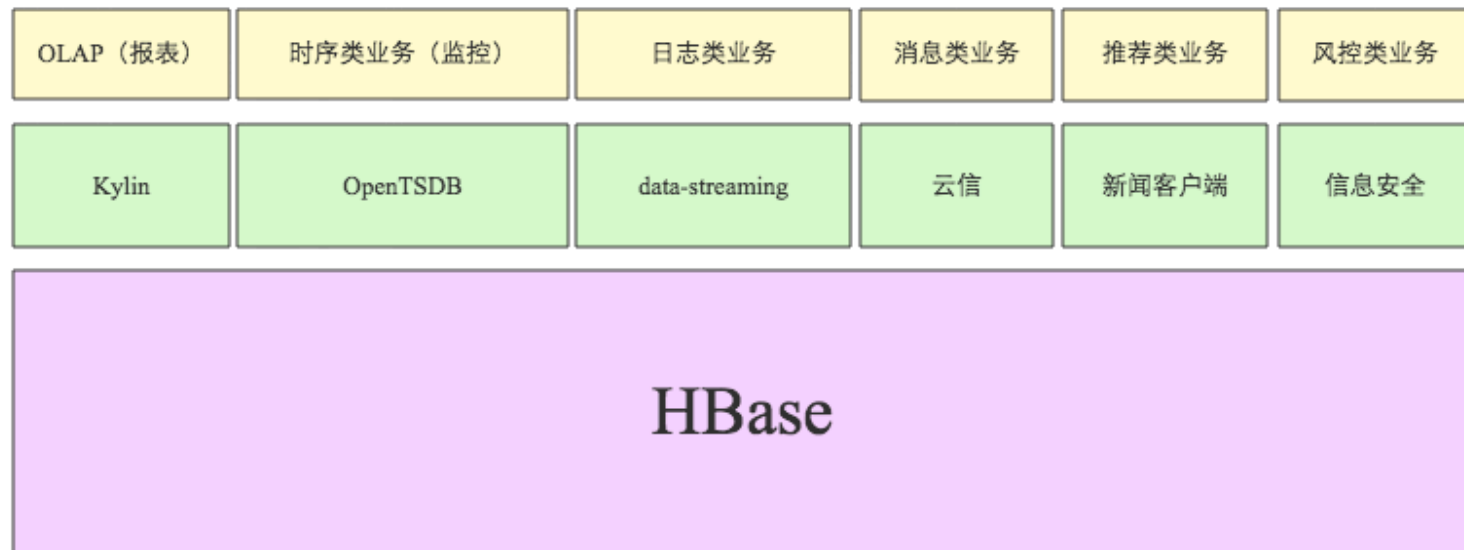 OLAP（报表）
时序类业务（监控）
日志类业务
消息类业务
推荐类业务
风控类业务
Kylin
OpenTSDB
data-streaming
云信
新闻客户端
信息安全
HBase